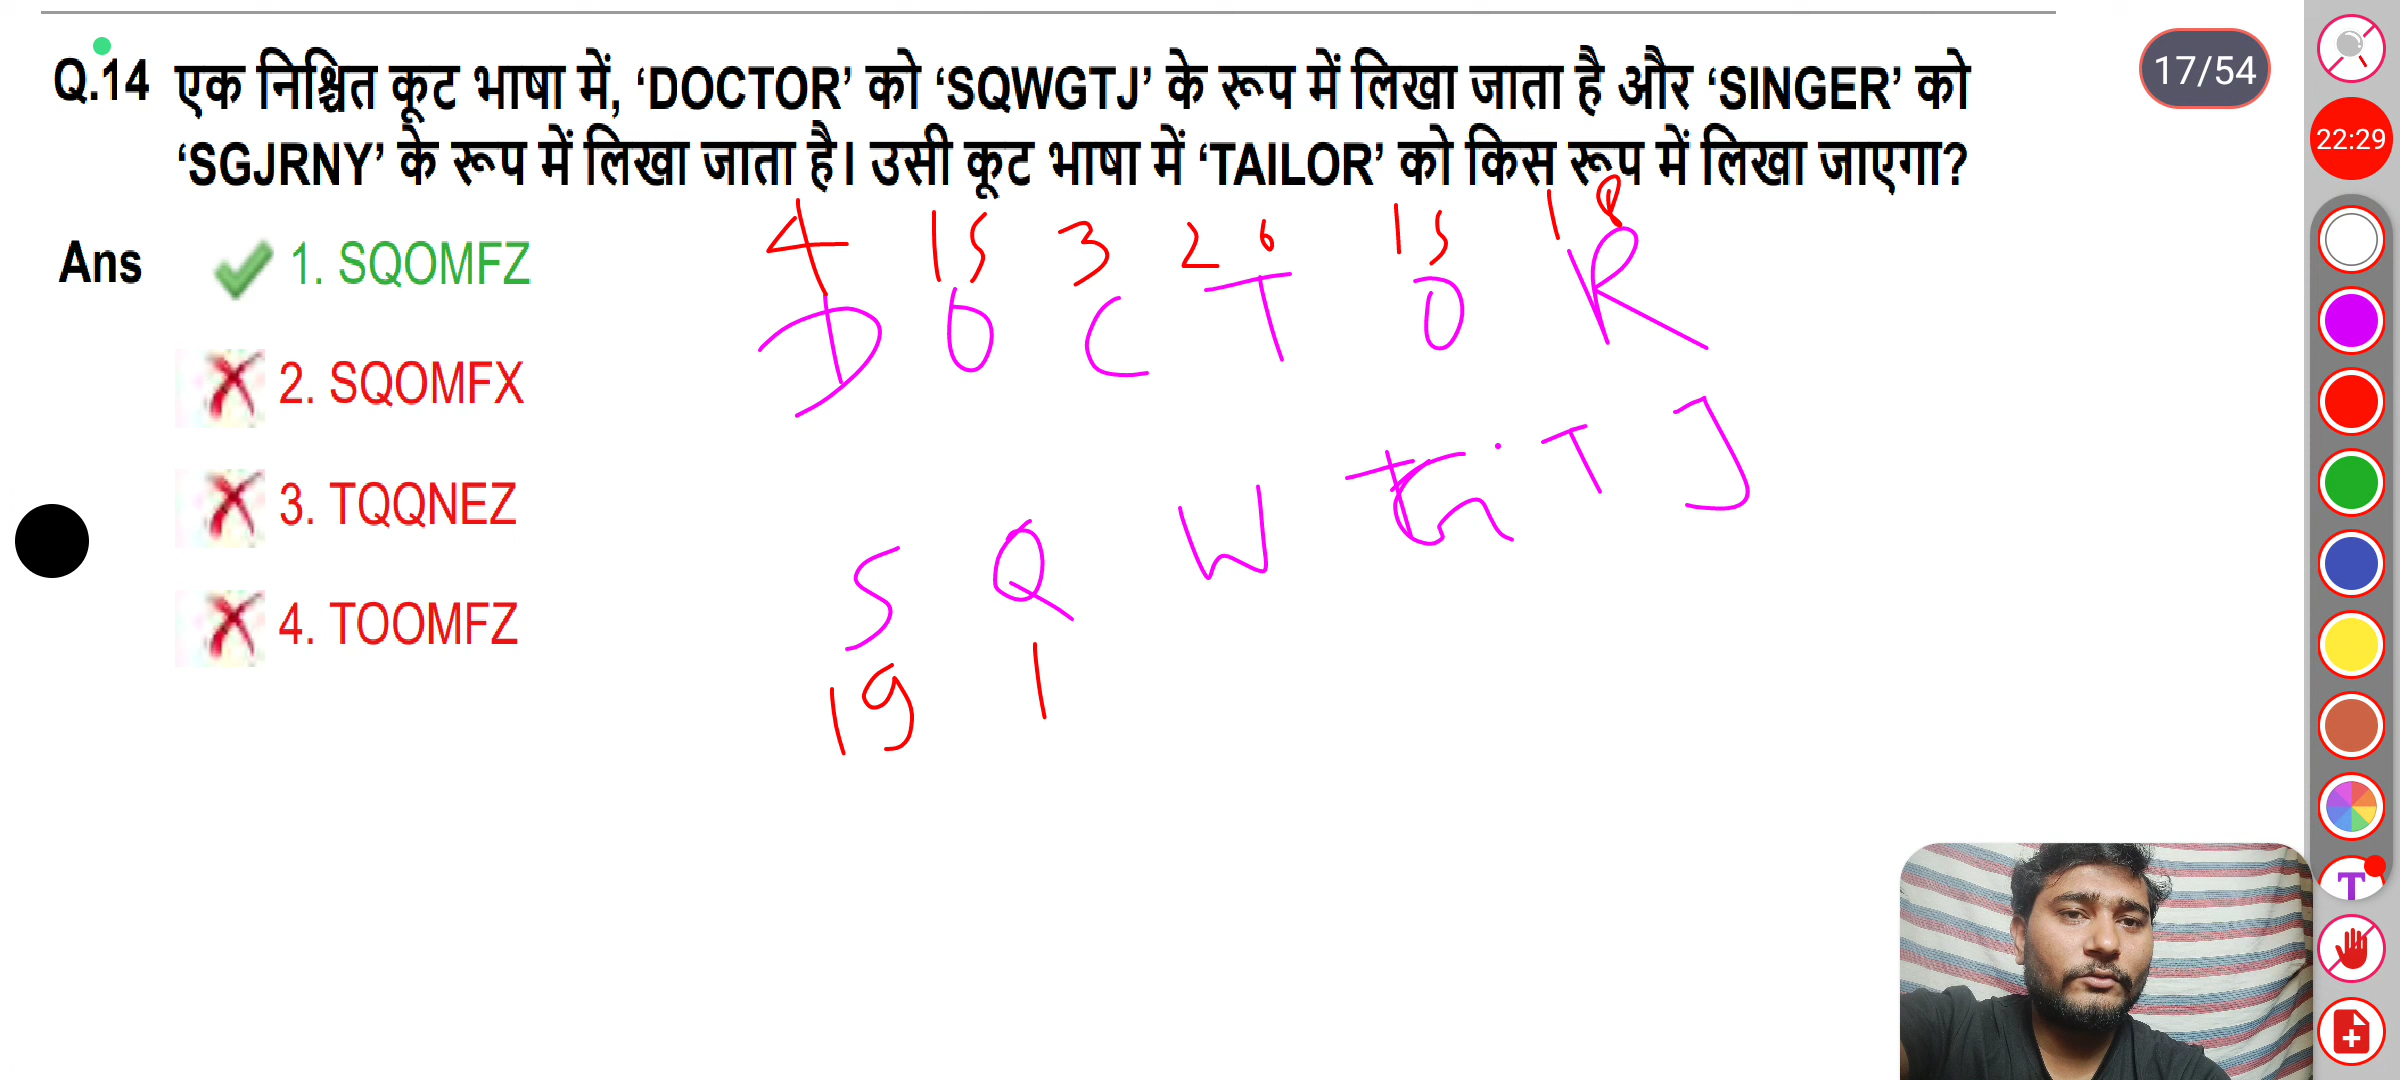 Q.14 एक निश्चित कूट भाषा में, ‘DOCTOR’ को ‘SQWGTJ’ के रूप में लिखा जाता है और ‘SINGER’ को
‘SGJRNY’ के रूप में लिखा जाता है। उसी कूट भाषा में ‘TAILOR’ को किस रूप में लिखा जाएगा?
Ans 1. SQOMFZ
2. SQOMFX
3. TQQNEZ
4. TOOMFZ
4 15 3 20 15 18
D O C T O R
S Q W G T J
19 1
17/54
22:29
T